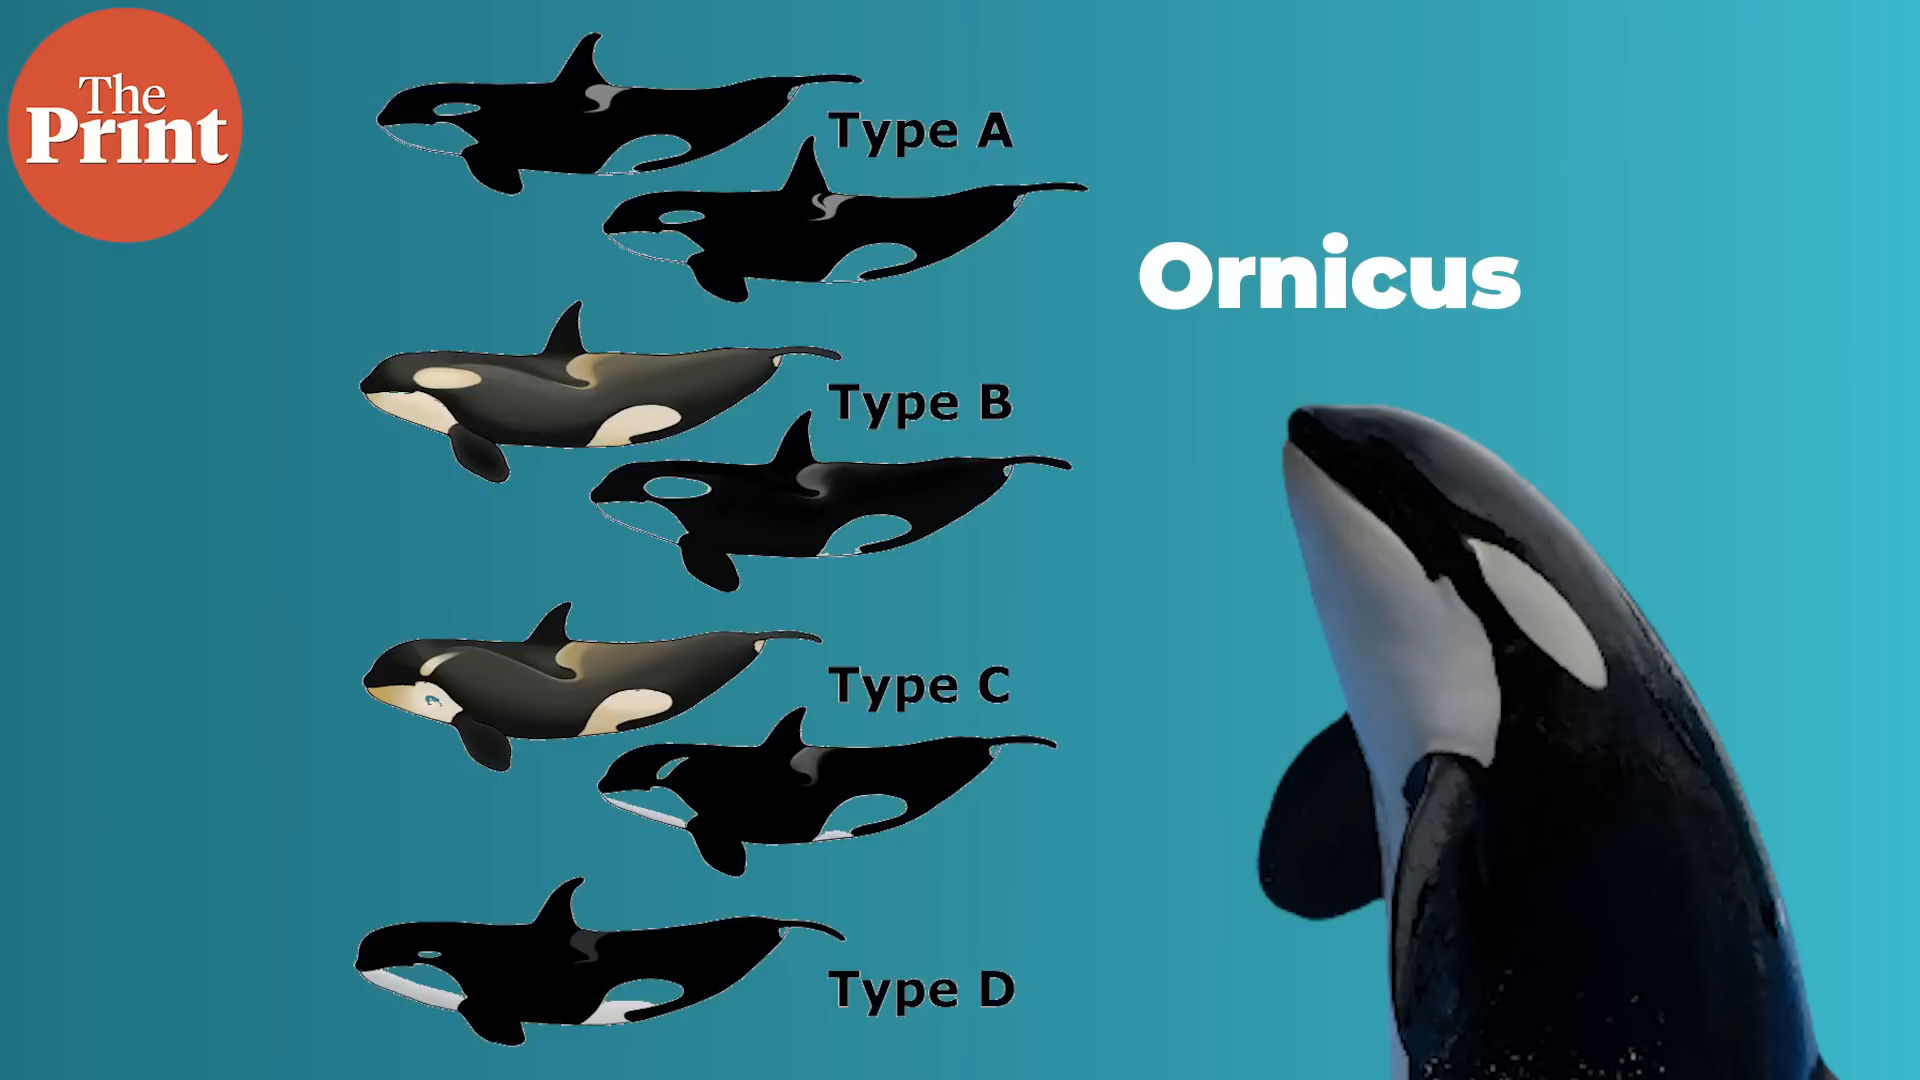 The
Print
Type A
Ornicus
Type B
Type C
Type D